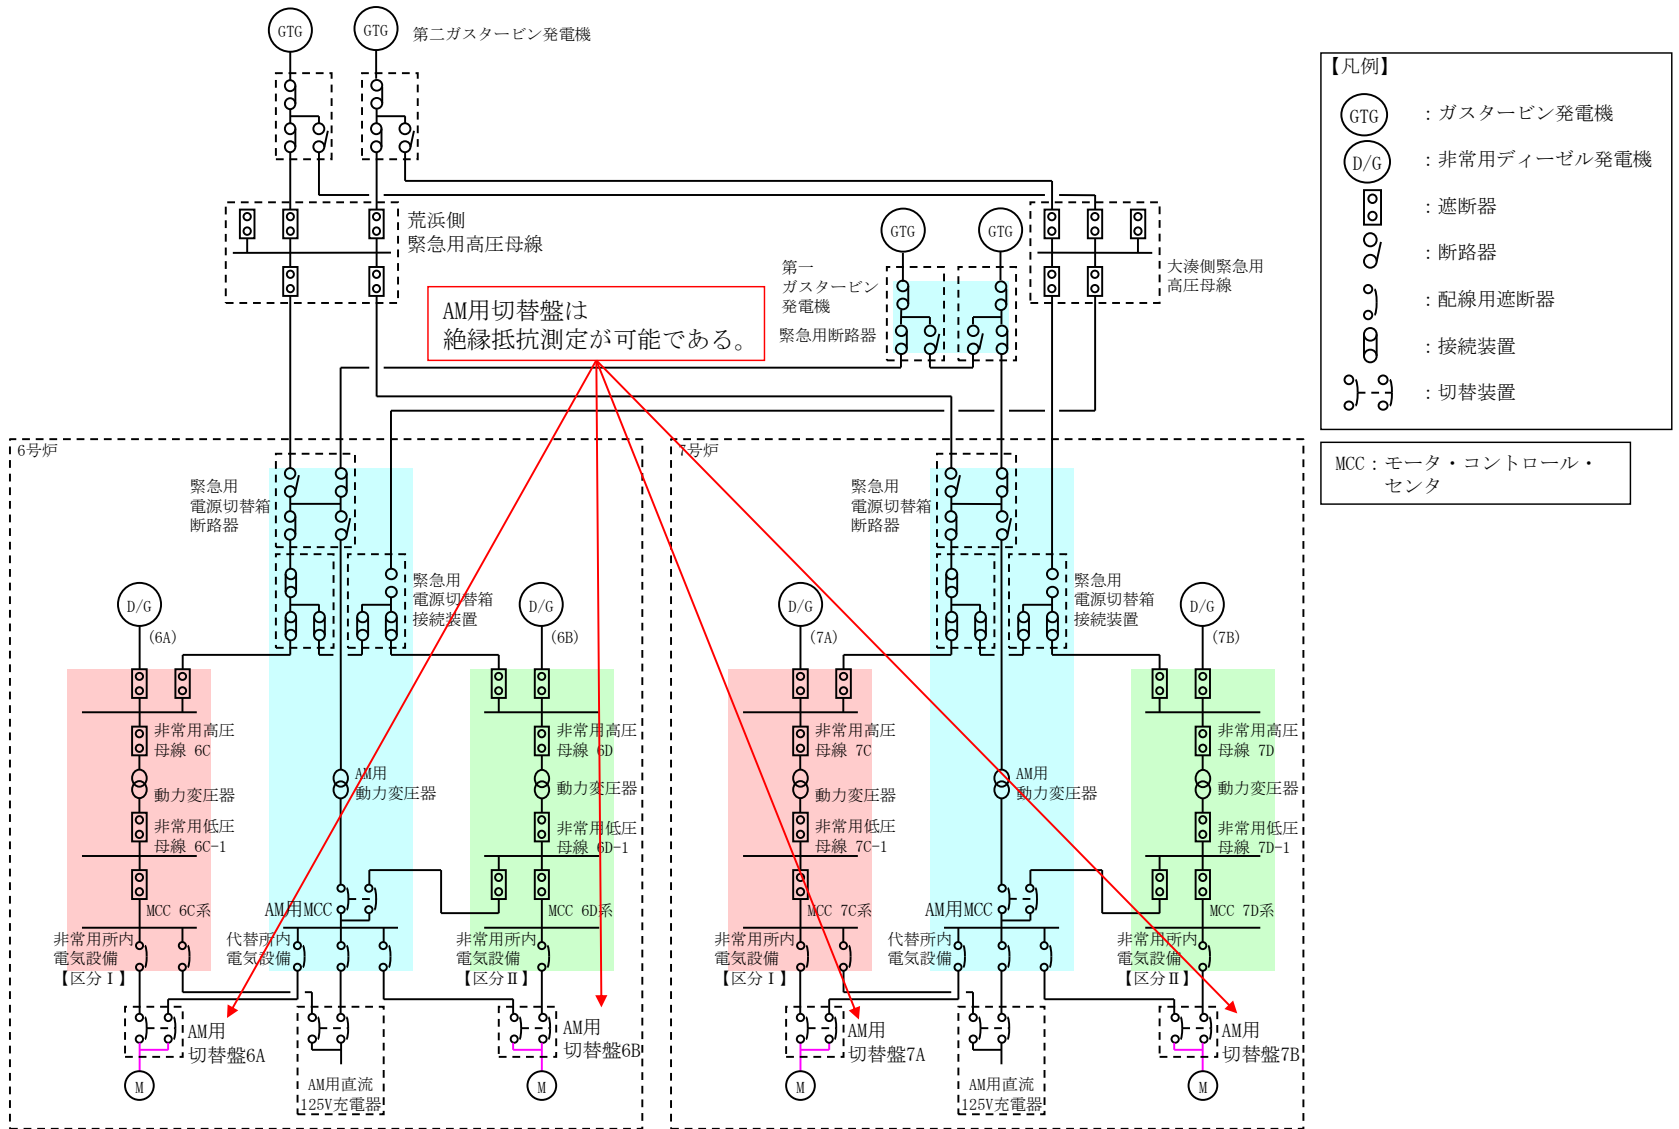 GTG
GTG
第二ガスタービン発電機
荒浜側
緊急用高圧母線
GTG
GTG
第一
ガスタービン
発電機
緊急用断路器
大湊側緊急用
高圧母線
AM用切替盤は
絶縁抵抗測定が可能である。
【凡例】
GTG
：ガスタービン発電機
D/G
：非常用ディーゼル発電機
：遮断器
：断路器
：配線用遮断器
：接続装置
：切替装置
MCC：モータ・コントロール・
センタ
6号炉
緊急用
電源切替箱
断路器
緊急用
電源切替箱
接続装置
D/G
(6A)
D/G
(6B)
非常用高圧
母線 6C
動力変圧器
非常用低圧
母線 6C-1
MCC 6C系
非常用所内
電気設備
【区分Ⅰ】
AM用
動力変圧器
AM用MCC
代替所内
電気設備
非常用高圧
母線 6D
動力変圧器
非常用低圧
母線 6D-1
MCC 6D系
非常用所内
電気設備
【区分Ⅱ】
AM用
切替盤6A
M
AM用直流
125V充電器
AM用
切替盤6B
M
7号炉
緊急用
電源切替箱
断路器
緊急用
電源切替箱
接続装置
D/G
(7A)
D/G
(7B)
非常用高圧
母線 7C
動力変圧器
非常用低圧
母線 7C-1
MCC 7C系
非常用所内
電気設備
【区分Ⅰ】
AM用
動力変圧器
AM用MCC
代替所内
電気設備
非常用高圧
母線 7D
動力変圧器
非常用低圧
母線 7D-1
MCC 7D系
非常用所内
電気設備
【区分Ⅱ】
AM用
切替盤7A
M
AM用直流
125V充電器
AM用
切替盤7B
M